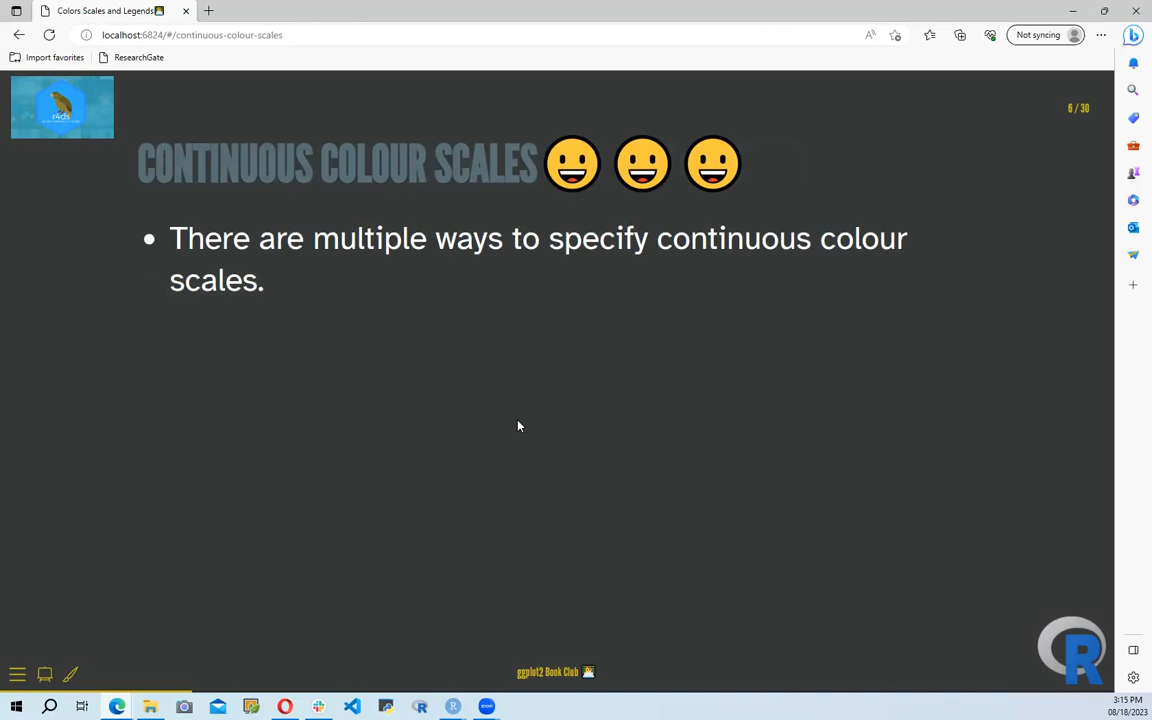 Colors Scales and Legends
localhost:6824/#/continuous-colour-scales
Not syncing
Import favorites
ResearchGate
r4ds
6 / 30
CONTINUOUS COLOUR SCALES
There are multiple ways to specify continuous colour
scales.
R
ggplot2 Book Club
3:15 PM
08/18/2023